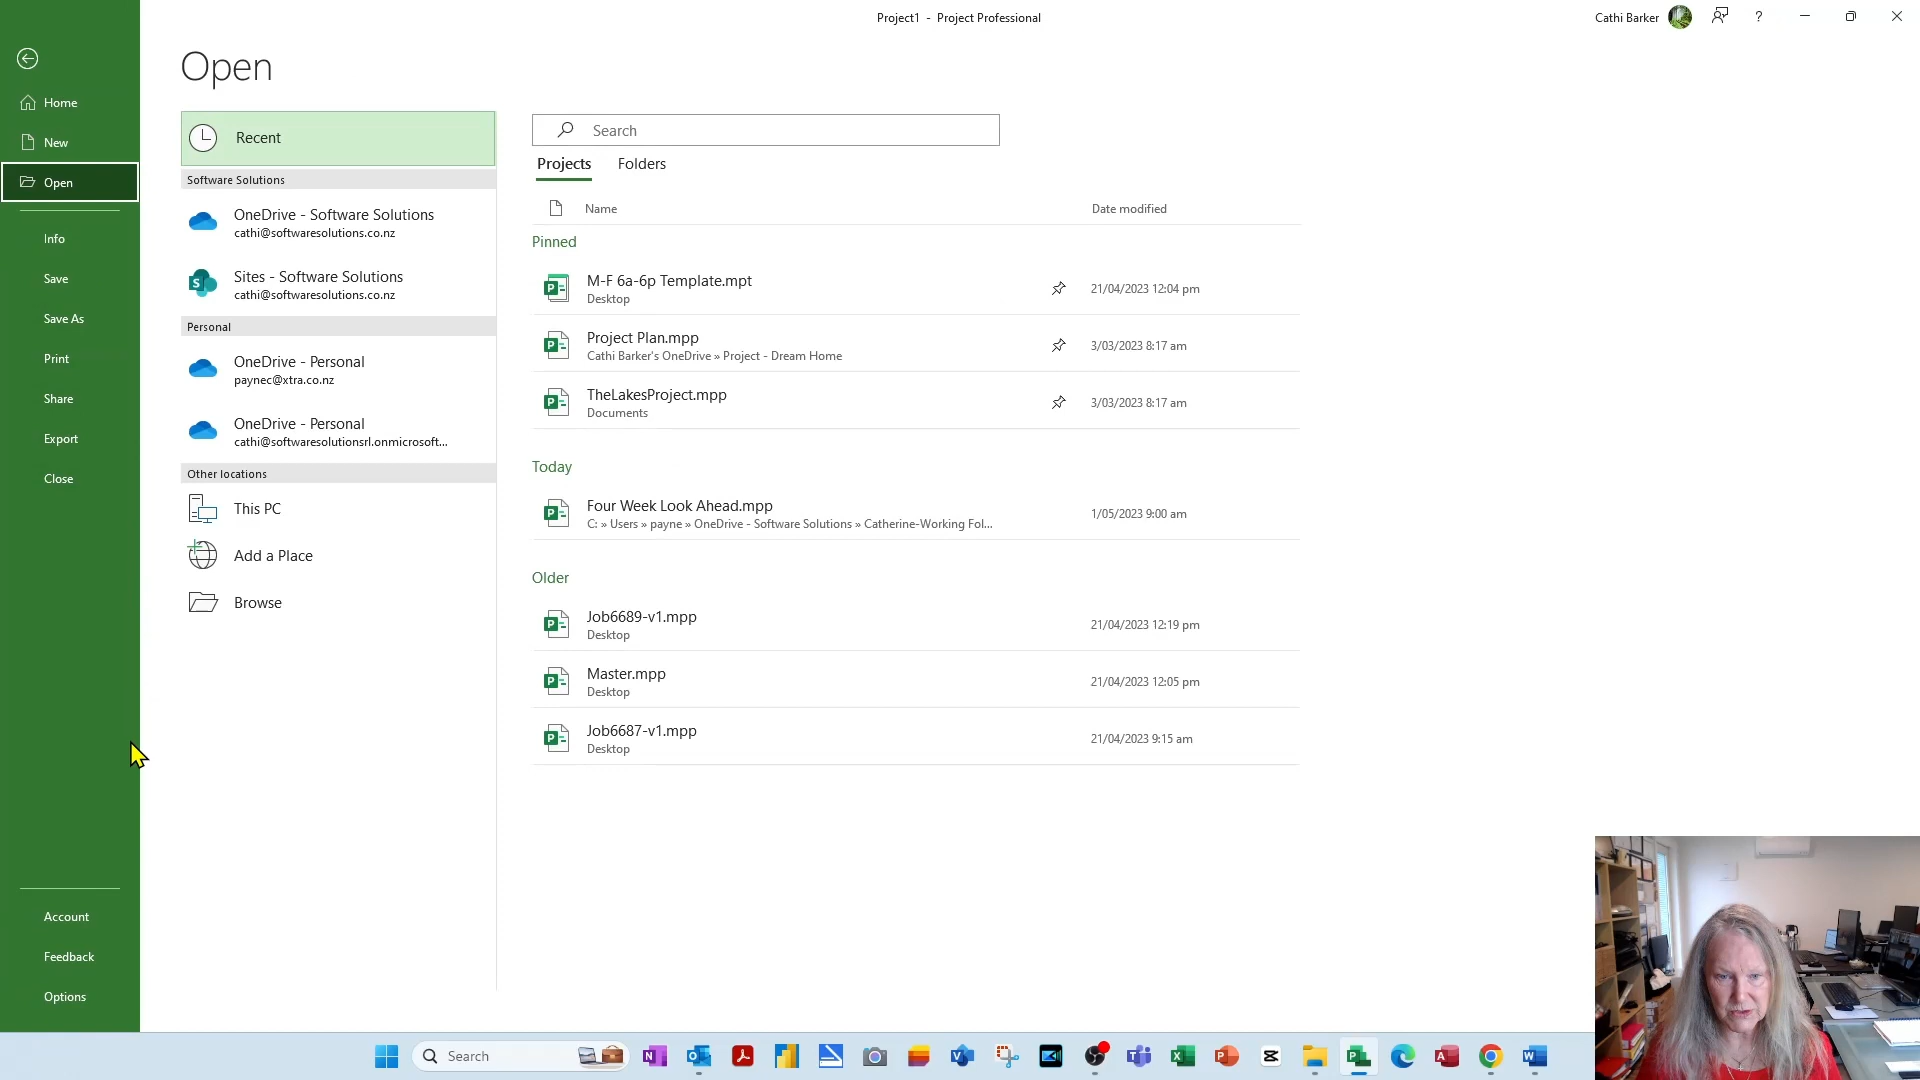 Project1 - Project Professional
Cathi Barker
?
Open
Home
New
Open
Info
Save
Save As
Print
Share
Export
Close
Account
Feedback
Options
Recent
Software Solutions
OneDrive - Software Solutions
cathi@softwaresolutions.co.nz
Sites - Software Solutions
cathi@softwaresolutions.co.nz
Personal
OneDrive - Personal
paynec@xtra.co.nz
OneDrive - Personal
cathi@softwaresolutionsrl.onmicrosoft...
Other locations
This PC
Add a Place
Browse
Search
Projects Folders
Name Date modified
Pinned
M-F 6a-6p Template.mpt
Desktop
21/04/2023 12:04 pm
Project Plan.mpp
Cathi Barker's OneDrive » Project - Dream Home
3/03/2023 8:17 am
TheLakesProject.mpp
Documents
3/03/2023 8:17 am
Today
Four Week Look Ahead.mpp
C: » Users » payne » OneDrive - Software Solutions » Catherine-Working Fol...
1/05/2023 9:00 am
Older
Job6689-v1.mpp
Desktop
21/04/2023 12:19 pm
Master.mpp
Desktop
21/04/2023 12:05 pm
Job6687-v1.mpp
Desktop
21/04/2023 9:15 am
Search